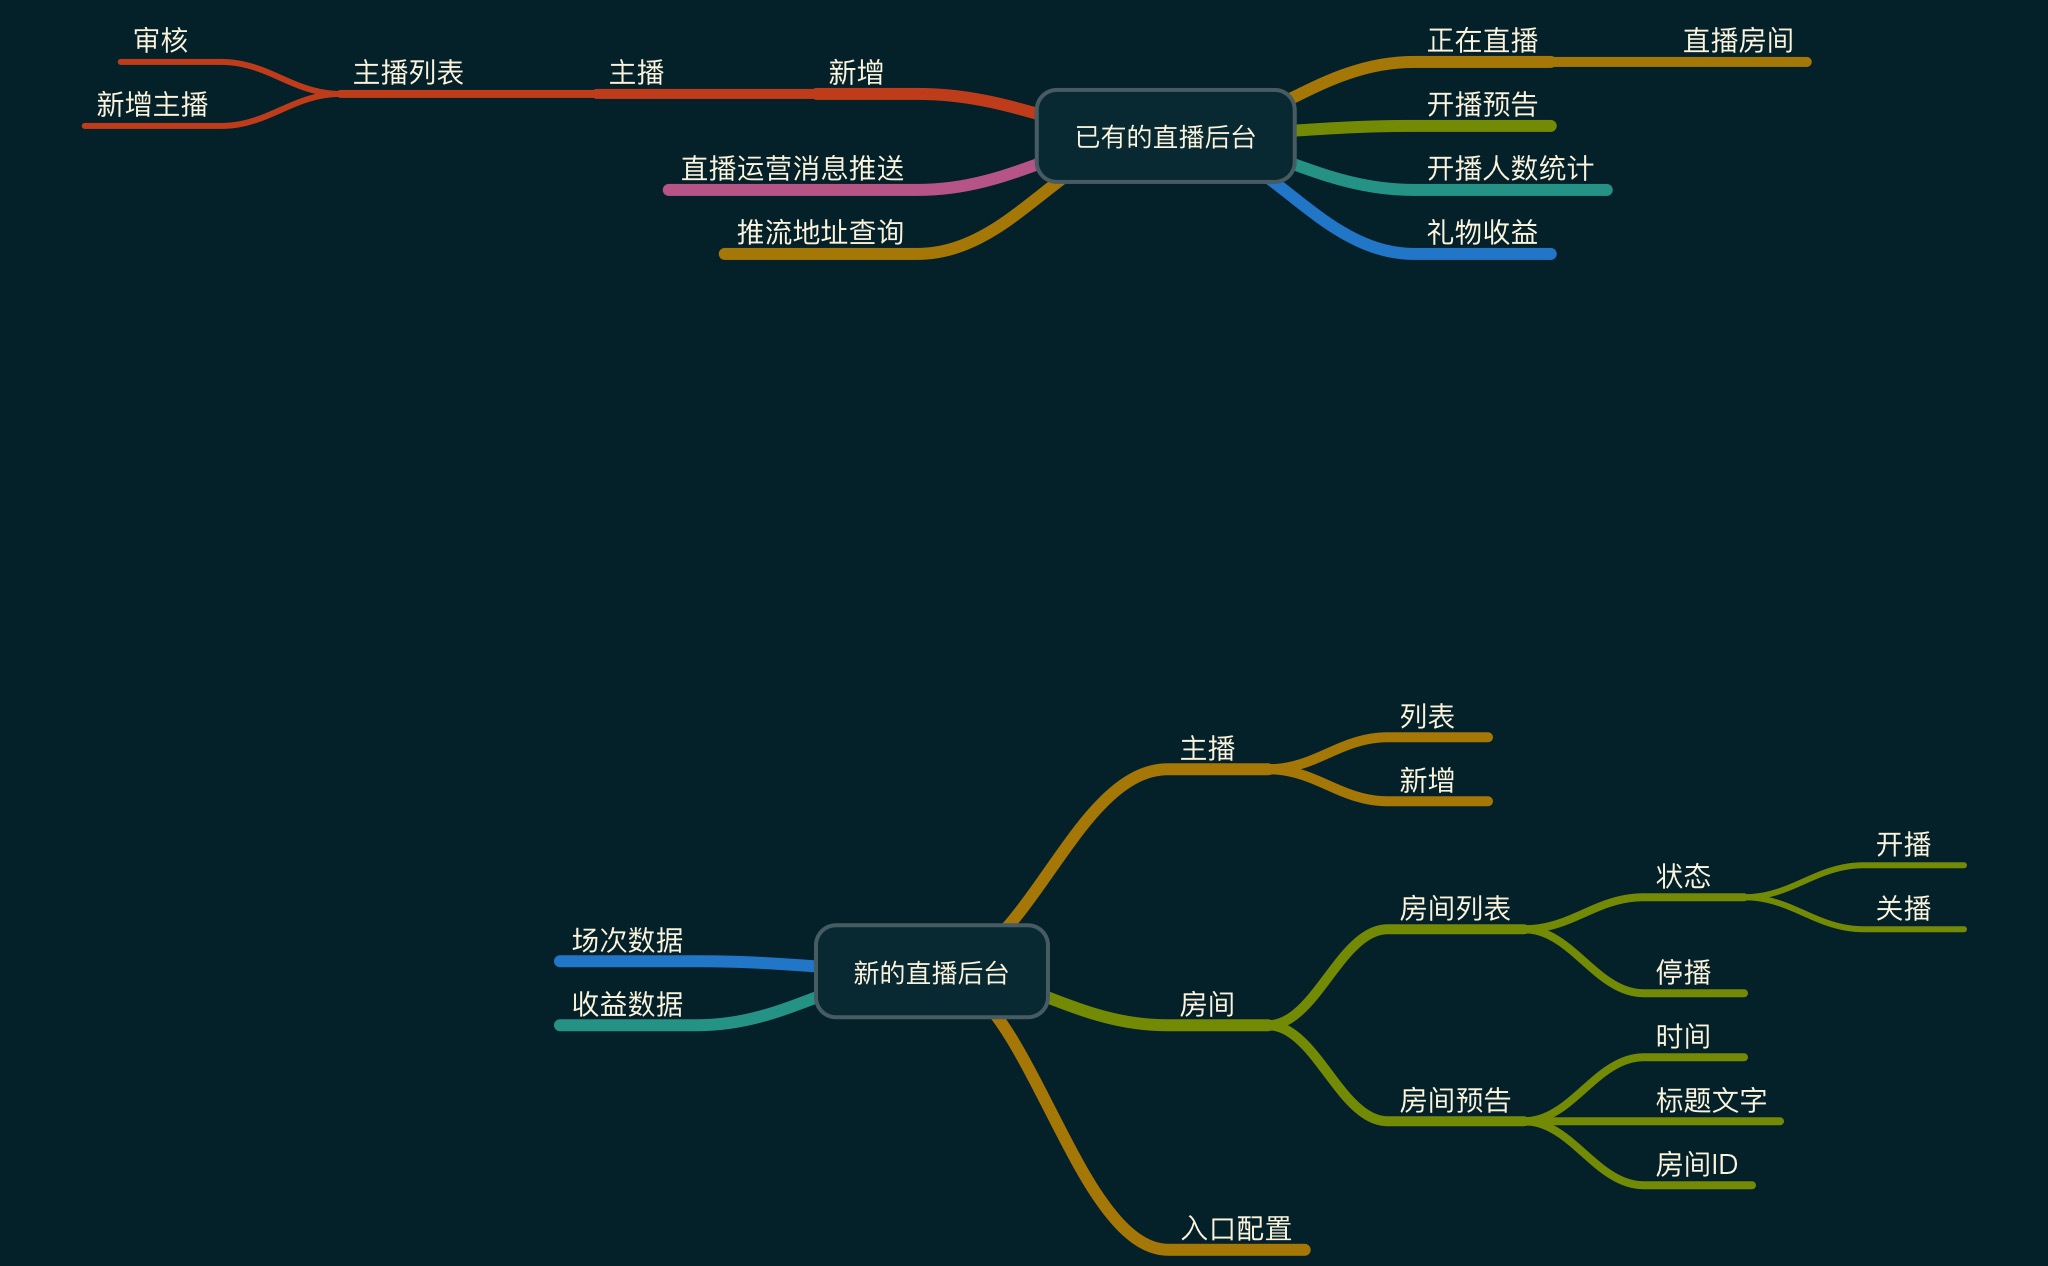 审核
新增主播
主播列表
主播
新增
直播运营消息推送
推流地址查询
已有的直播后台
正在直播
直播房间
开播预告
开播人数统计
礼物收益
场次数据
收益数据
新的直播后台
主播
列表
新增
房间
房间列表
状态
开播
关播
停播
房间预告
时间
标题文字
房间ID
入口配置